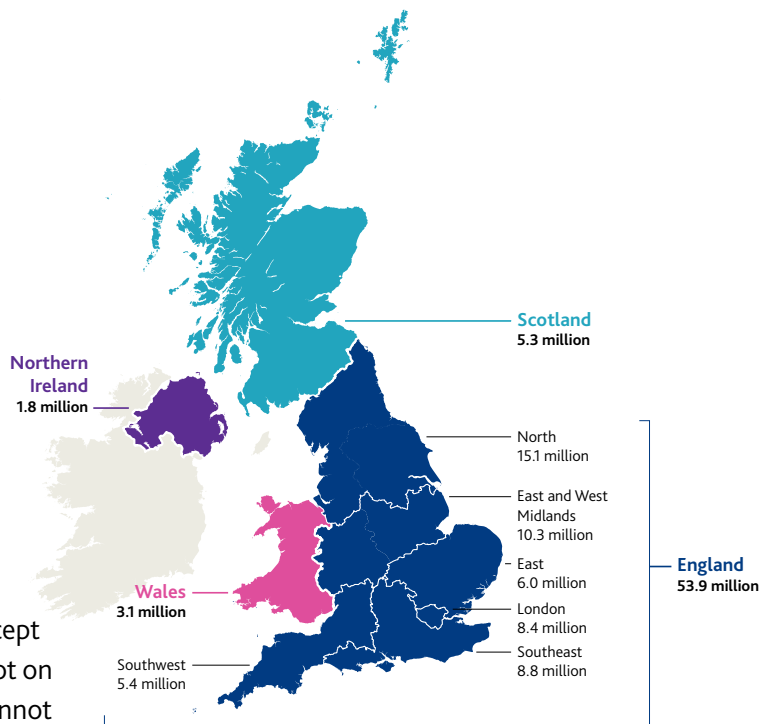 Scotland
5.3 million
Northern
Ireland
1.8 million
North
15.1 million
East and West
Midlands
10.3 million
East
6.0 million
England
53.9 million
Wales
3.1 million
London
8.4 million
Southeast
8.8 million
Southwest
5.4 million
cept
ot on
nnot